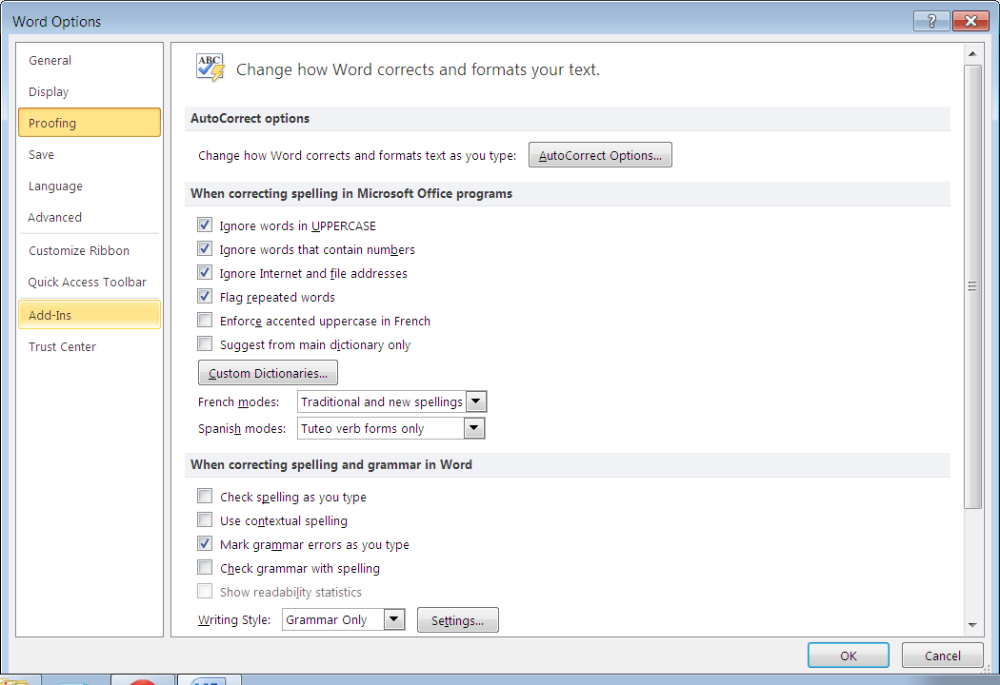 Word Options
?
General
Display
Proofing
Save
Language
Advanced
Customize Ribbon
Quick Access Toolbar
Add-Ins
Trust Center
ABC
Change how Word corrects and formats your text.
AutoCorrect options
Change how Word corrects and formats text as you type:
AutoCorrect Options...
When correcting spelling in Microsoft Office programs
Ignore words in UPPERCASE
Ignore words that contain numbers
Ignore Internet and file addresses
Flag repeated words
Enforce accented uppercase in French
Suggest from main dictionary only
Custom Dictionaries...
French modes: Traditional and new spellings
Spanish modes: Tuteo verb forms only
When correcting spelling and grammar in Word
Check spelling as you type
Use contextual spelling
Mark grammar errors as you type
Check grammar with spelling
Show readability statistics
Writing Style: Grammar Only Settings...
OK Cancel